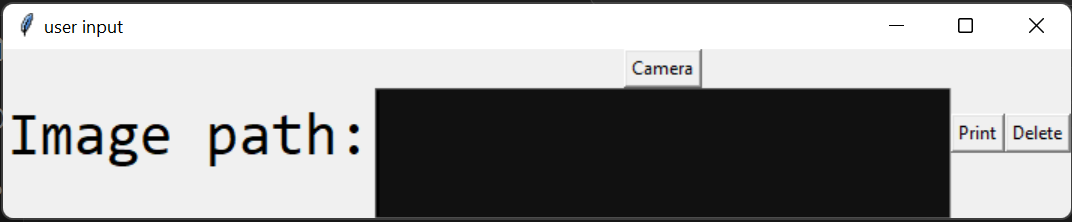 user input
Camera
Image path:
Print Delete